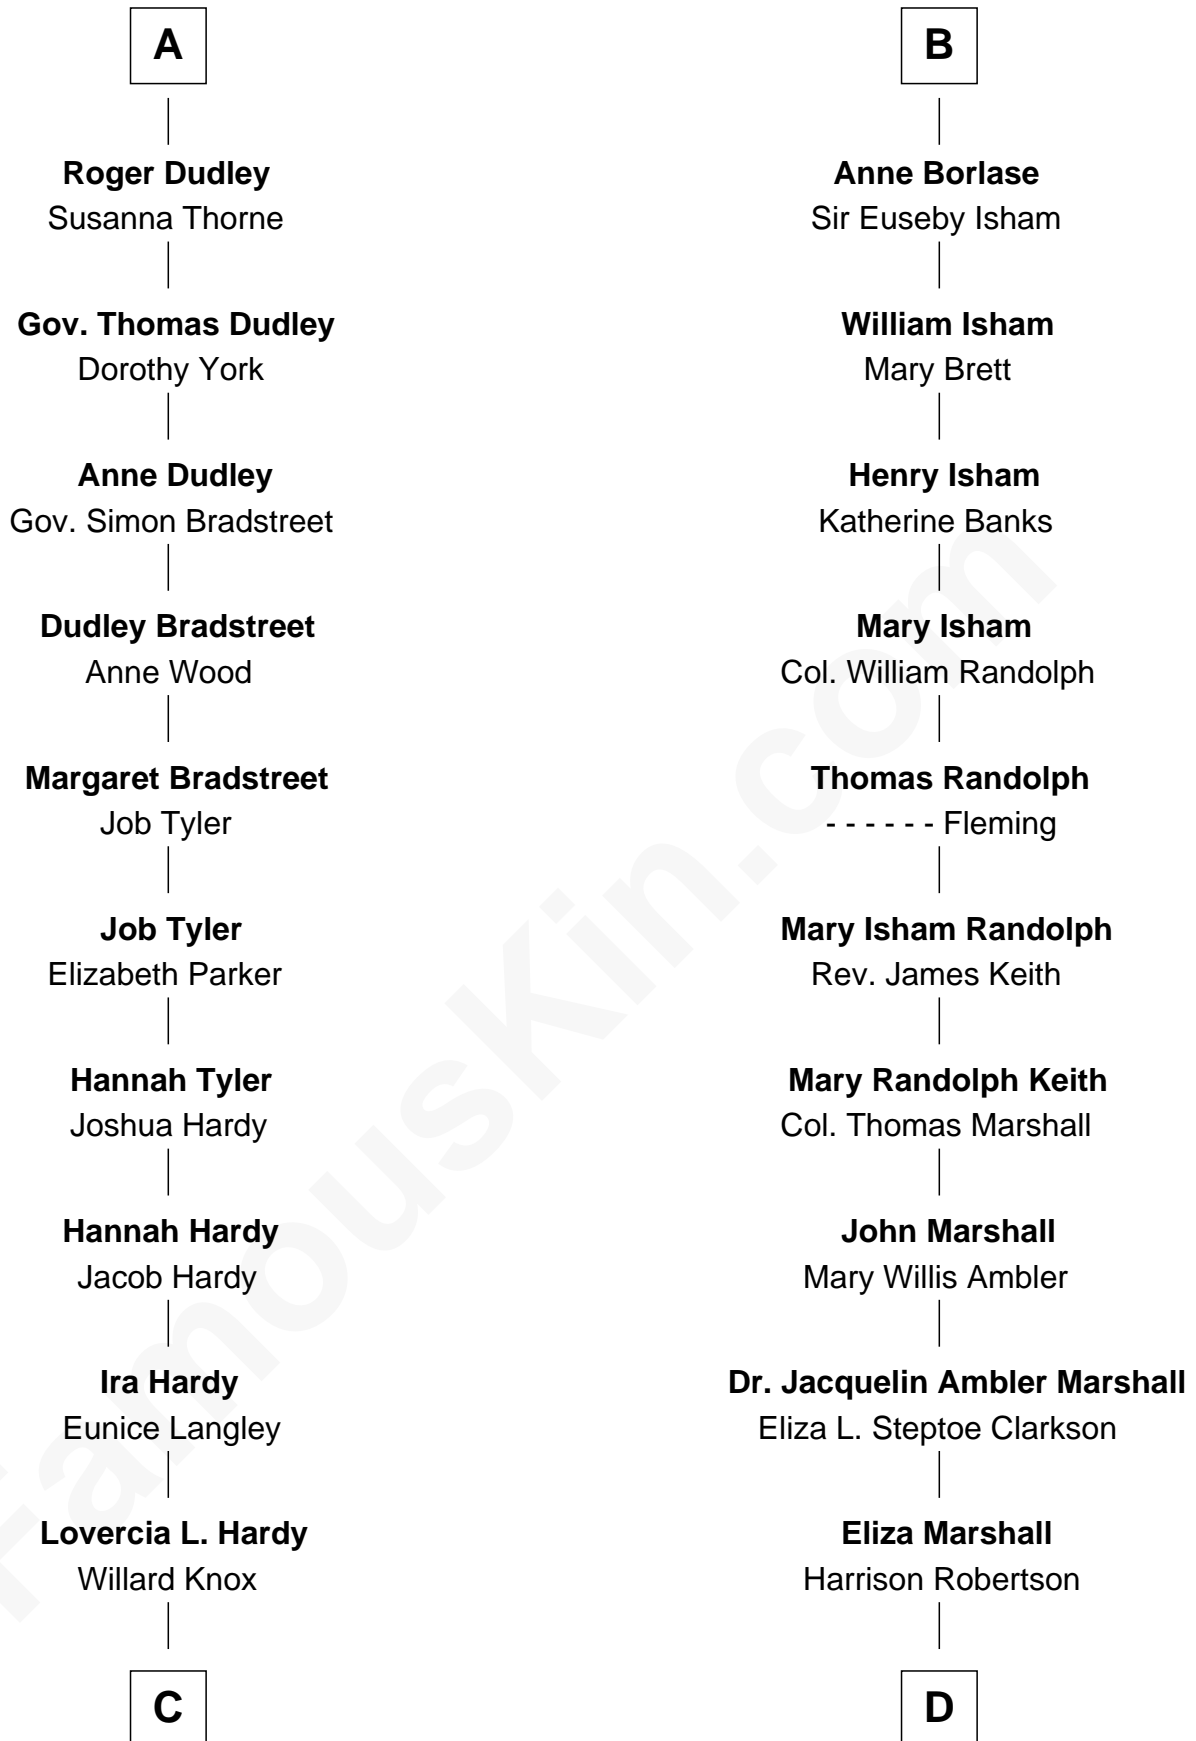 A
Roger Dudley
Susanna Thorne
Gov. Thomas Dudley
Dorothy York
Anne Dudley
Gov. Simon Bradstreet
Dudley Bradstreet
Anne Wood
Margaret Bradstreet
Job Tyler
Job Tyler
Elizabeth Parker
Hannah Tyler
Joshua Hardy
Hannah Hardy
Jacob Hardy
Ira Hardy
Eunice Langley
Lovercia L. Hardy
Willard Knox
C
B
Anne Borlase
Sir Euseby Isham
William Isham
Mary Brett
Henry Isham
Katherine Banks
Mary Isham
Col. William Randolph
Thomas Randolph
- - - - - - Fleming
Mary Isham Randolph
Rev. James Keith
Mary Randolph Keith
Col. Thomas Marshall
John Marshall
Mary Willis Ambler
Dr. Jacquelin Ambler Marshall
Eliza L. Steptoe Clarkson
Eliza Marshall
Harrison Robertson
D
FamousKin.com